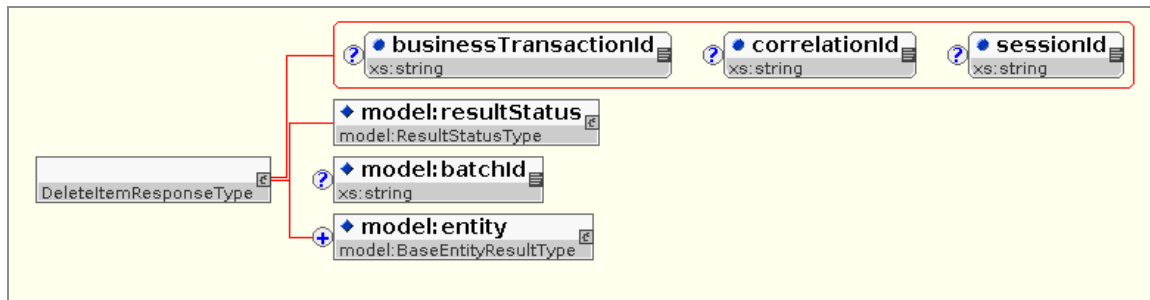 businessTransactionId
xs:string
correlationId
xs:string
sessionId
xs:string
model:resultStatus
model:ResultStatusType
DeleteItemResponseType
model:batchId
xs:string
model:entity
model:BaseEntityResultType